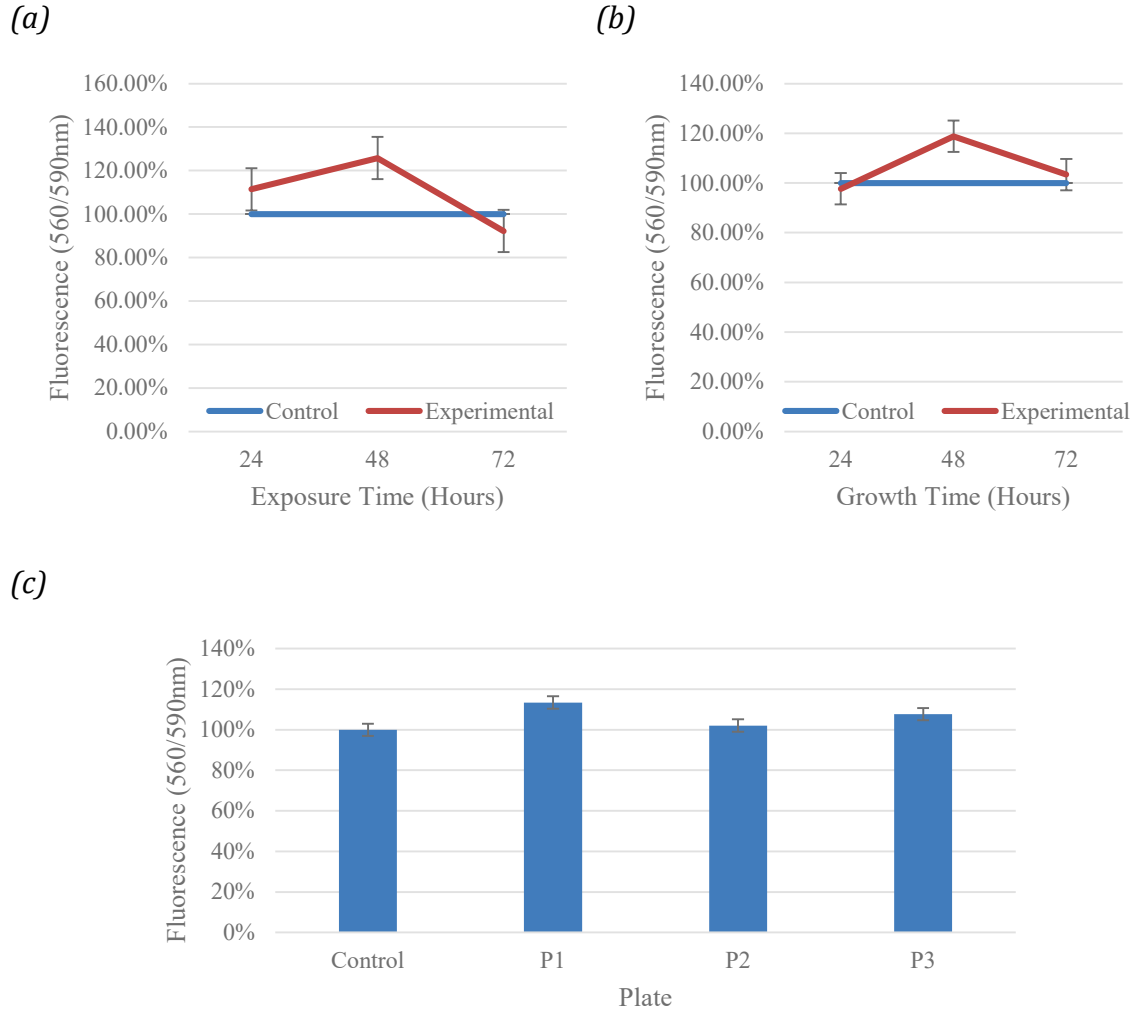 (a)
Fluorescence (560/590nm)
160.00%
140.00%
120.00%
100.00%
80.00%
60.00%
40.00%
20.00%
0.00%
Control
Experimental
24
48
72
Exposure Time (Hours)
(b)
Fluorescence (560/590nm)
140.00%
120.00%
100.00%
80.00%
60.00%
40.00%
20.00%
0.00%
Control
Experimental
24
48
72
Growth Time (Hours)
(c)
Fluorescence (560/590nm)
140%
120%
100%
80%
60%
40%
20%
0%
Control
P1
P2
P3
Plate